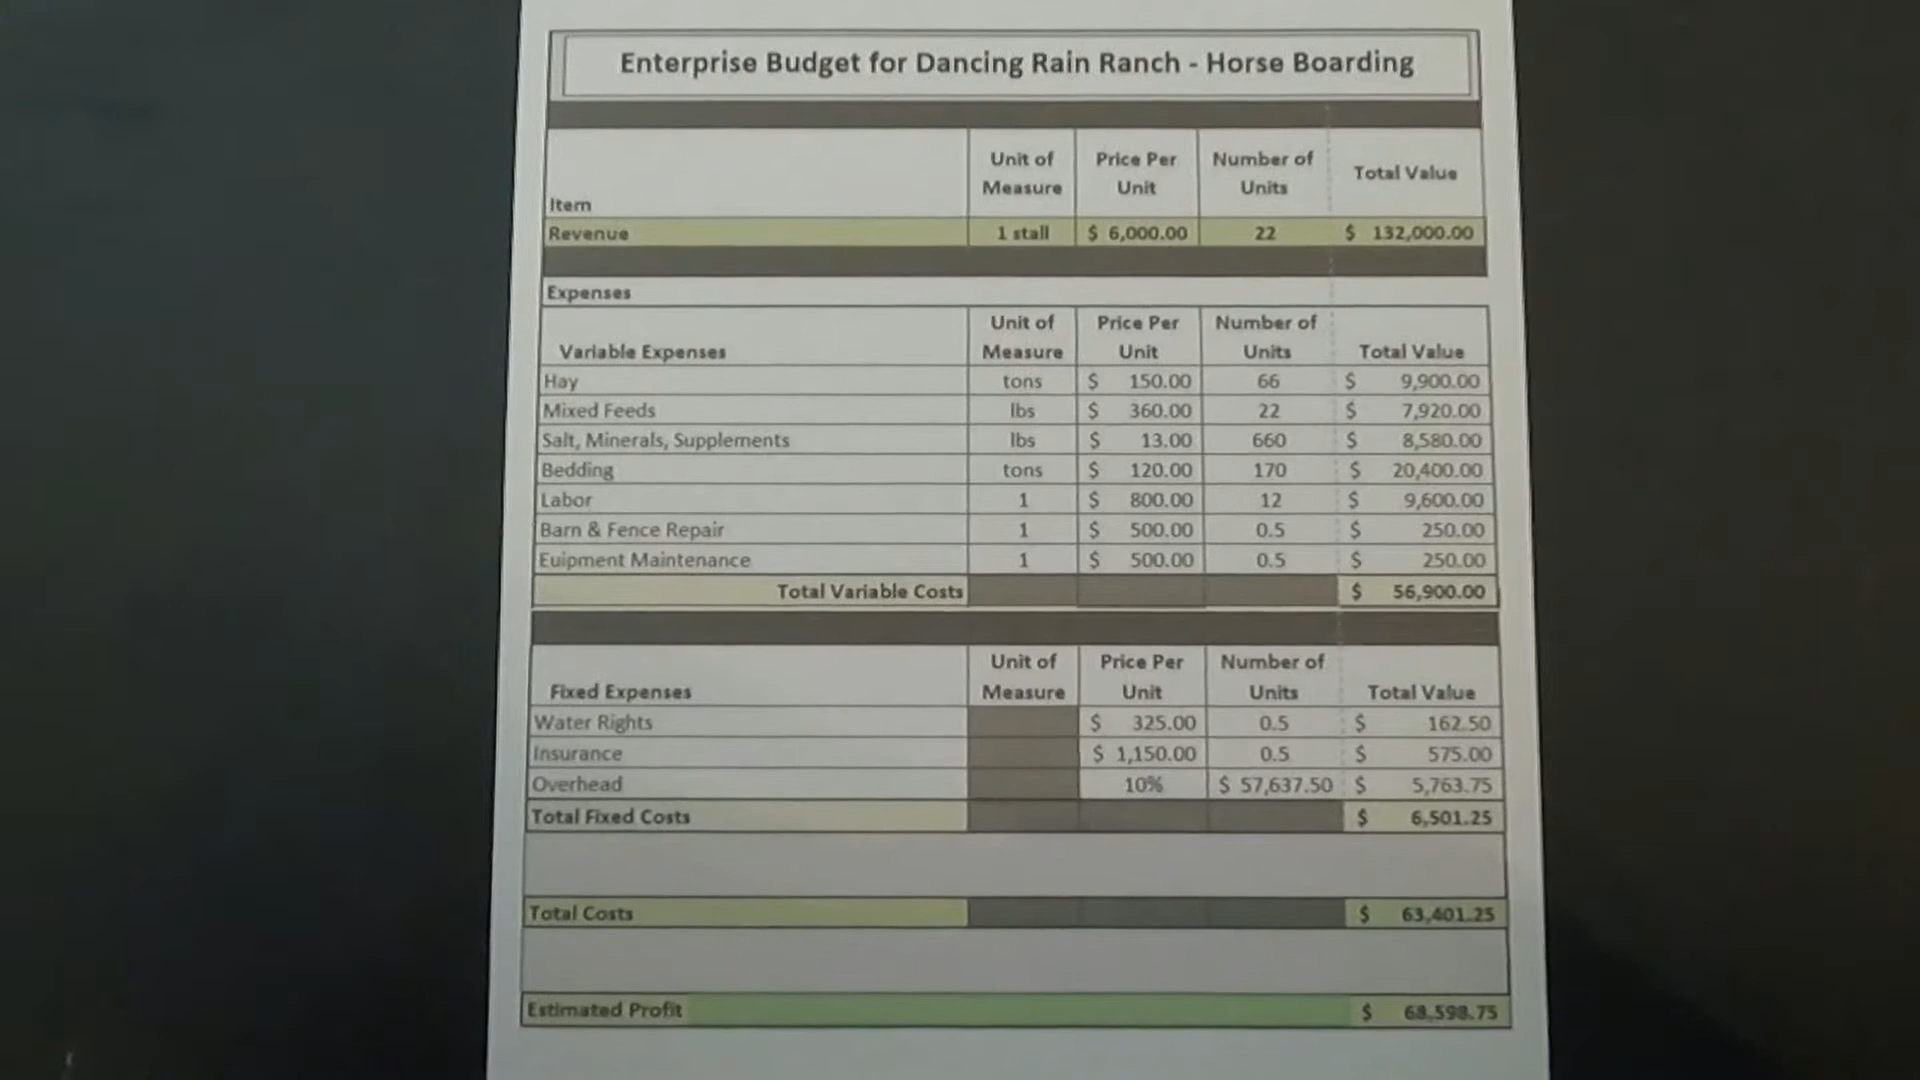 Enterprise Budget for Dancing Rain Ranch - Horse Boarding
Item Unit of Measure Price Per Unit Number of Units Total Value
Revenue 1 stall $ 6,000.00 22 $ 132,000.00
Expenses
Variable Expenses Unit of Measure Price Per Unit Number of Units Total Value
Hay tons $ 150.00 66 $ 9,900.00
Mixed Feeds lbs $ 360.00 22 $ 7,920.00
Salt, Minerals, Supplements lbs $ 13.00 660 $ 8,580.00
Bedding tons $ 120.00 170 $ 20,400.00
Labor 1 $ 800.00 12 $ 9,600.00
Barn & Fence Repair 1 $ 500.00 0.5 $ 250.00
Euipment Maintenance 1 $ 500.00 0.5 $ 250.00
Total Variable Costs $ 56,900.00
Fixed Expenses Unit of Measure Price Per Unit Number of Units Total Value
Water Rights $ 325.00 0.5 $ 162.50
Insurance $ 1,150.00 0.5 $ 575.00
Overhead 10% $ 57,637.50 $ 5,763.75
Total Fixed Costs $ 6,501.25
Total Costs $ 63,401.25
Estimated Profit $ 68,598.75